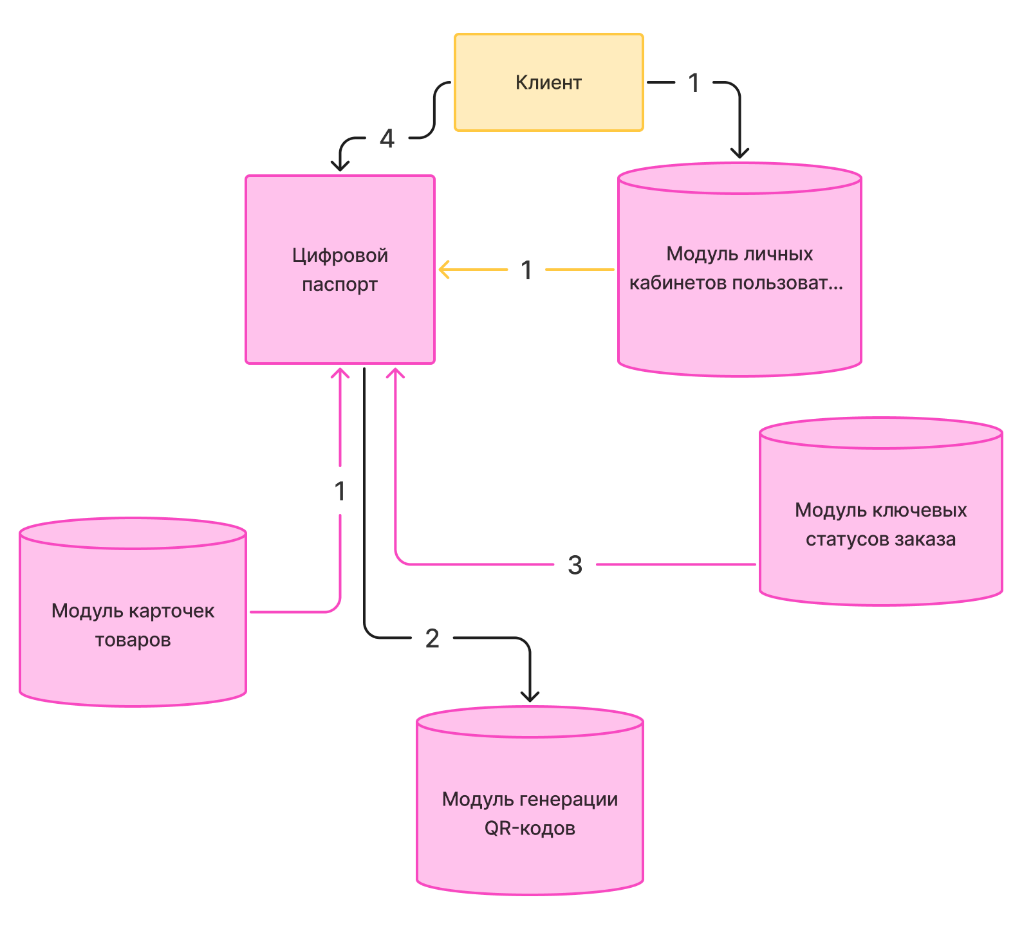 Клиент
1
4
Цифровой
паспорт
1
Модуль личных
кабинетов пользоват...
1
Модуль ключевых
статусов заказа
3
Модуль карточек
товаров
2
Модуль генерации
QR-кодов